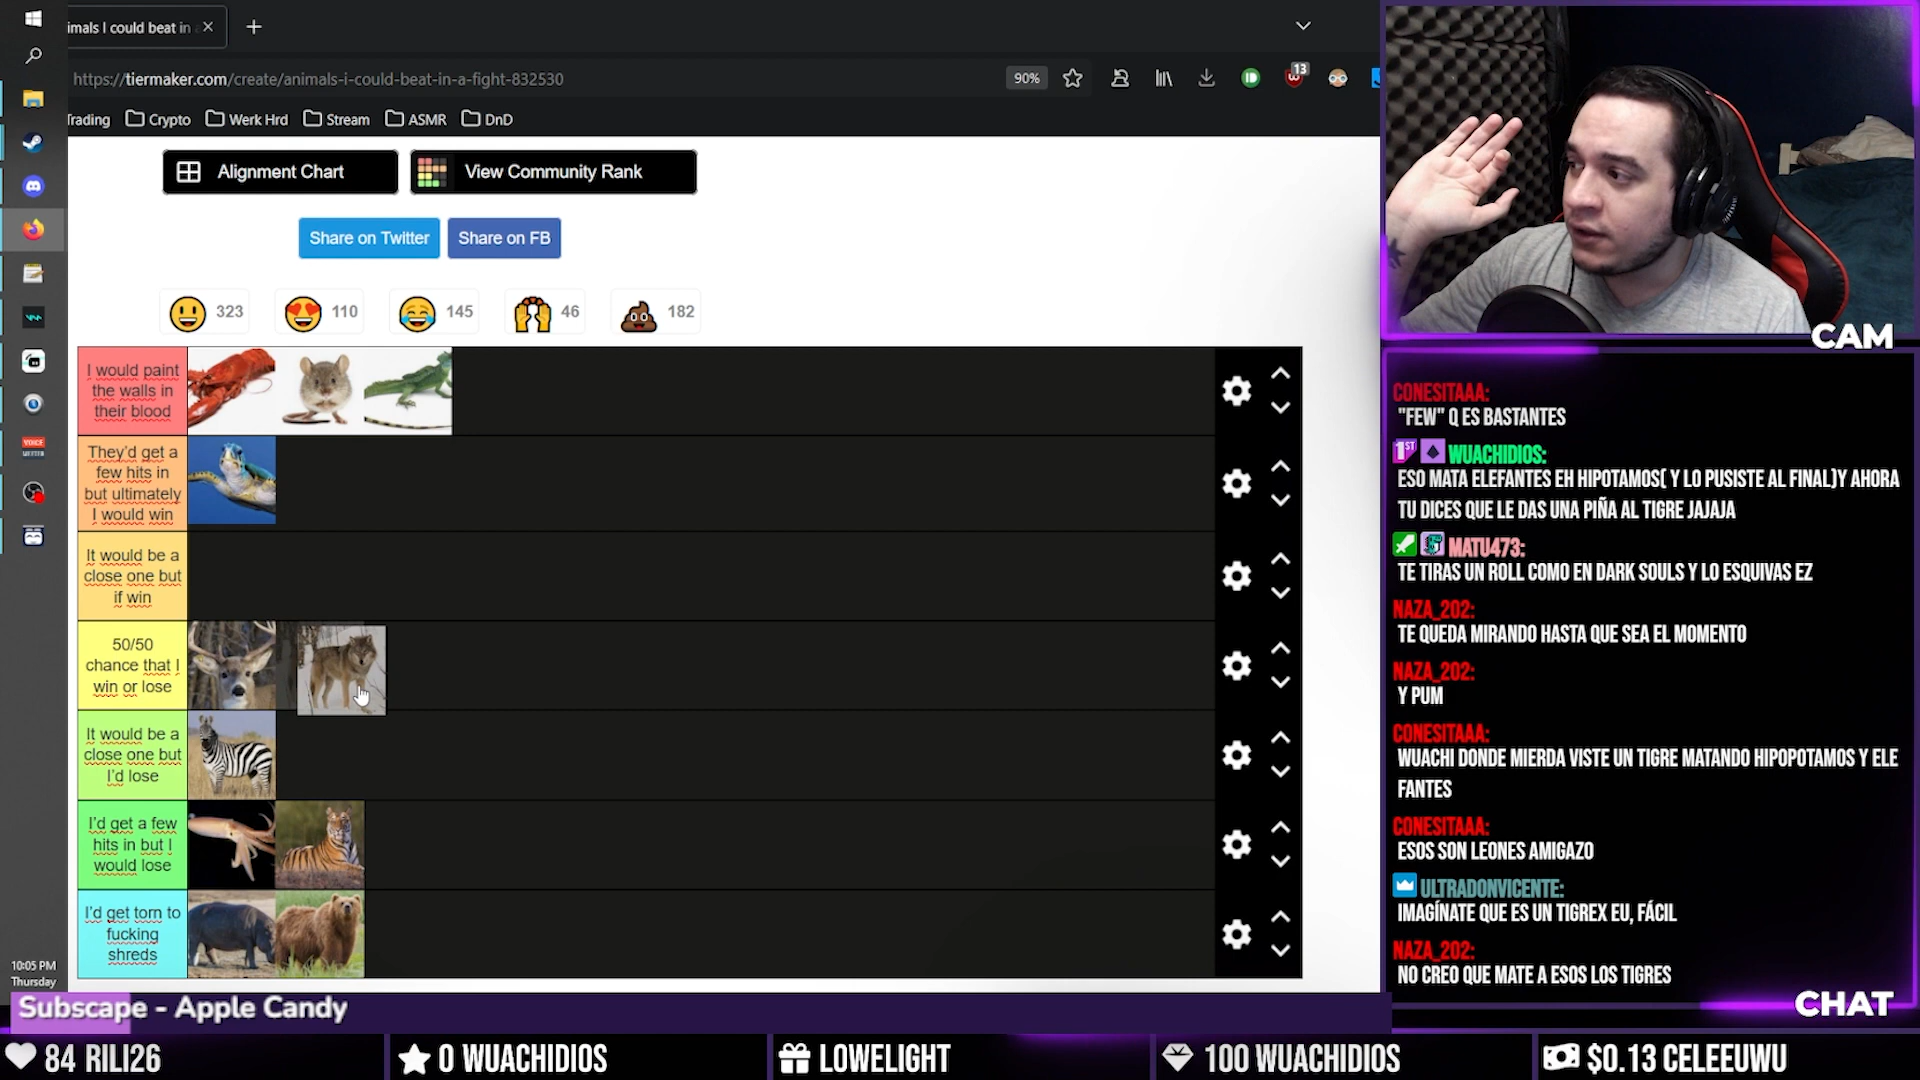 imals I could beat in
https://tiermaker.com/create/animals-i-could-beat-in-a-fight-832530
90%
13
Trading
Crypto
Werk Hrd
Stream
ASMR
DnD
Alignment Chart
View Community Rank
Share on Twitter
Share on FB
323
110
145
46
182
I would paint
the walls in
their blood
They'd get a
few hits in
but ultimately
I would win
It would be a
close one but
if win
50/50
chance that I
win or lose
It would be a
close one but
I'd lose
I'd get a few
hits in but I
would lose
I'd get torn to
fucking
shreds
10:05 PM
Thursday
CAM
CONESITAAA:
"FEW" Q ES BASTANTES
1ST WUACHIDIOS:
ESO MATA ELEFANTES EH HIPOTAMOS( Y LO PUSISTE AL FINAL)Y AHORA
TU DICES QUE LE DAS UNA PIÑA AL TIGRE JAJAJA
MATU473:
TE TIRAS UN ROLL COMO EN DARK SOULS Y LO ESQUIVAS EZ
NAZA_202:
TE QUEDA MIRANDO HASTA QUE SEA EL MOMENTO
NAZA_202:
Y PUM
CONESITAAA:
WUACHI DONDE MIERDA VISTE UN TIGRE MATANDO HIPOPOTAMOS Y ELE
FANTES
CONESITAAA:
ESOS SON LEONES AMIGAZO
ULTRADONVICENTE:
IMAGÍNATE QUE ES UN TIGREX EU, FÁCIL
NAZA_202:
NO CREO QUE MATE A ESOS LOS TIGRES
CHAT
Subscape - Apple Candy
84 RILI26
0 WUACHIDIOS
LOWELIGHT
100 WUACHIDIOS
$0.13 CELEEUWU